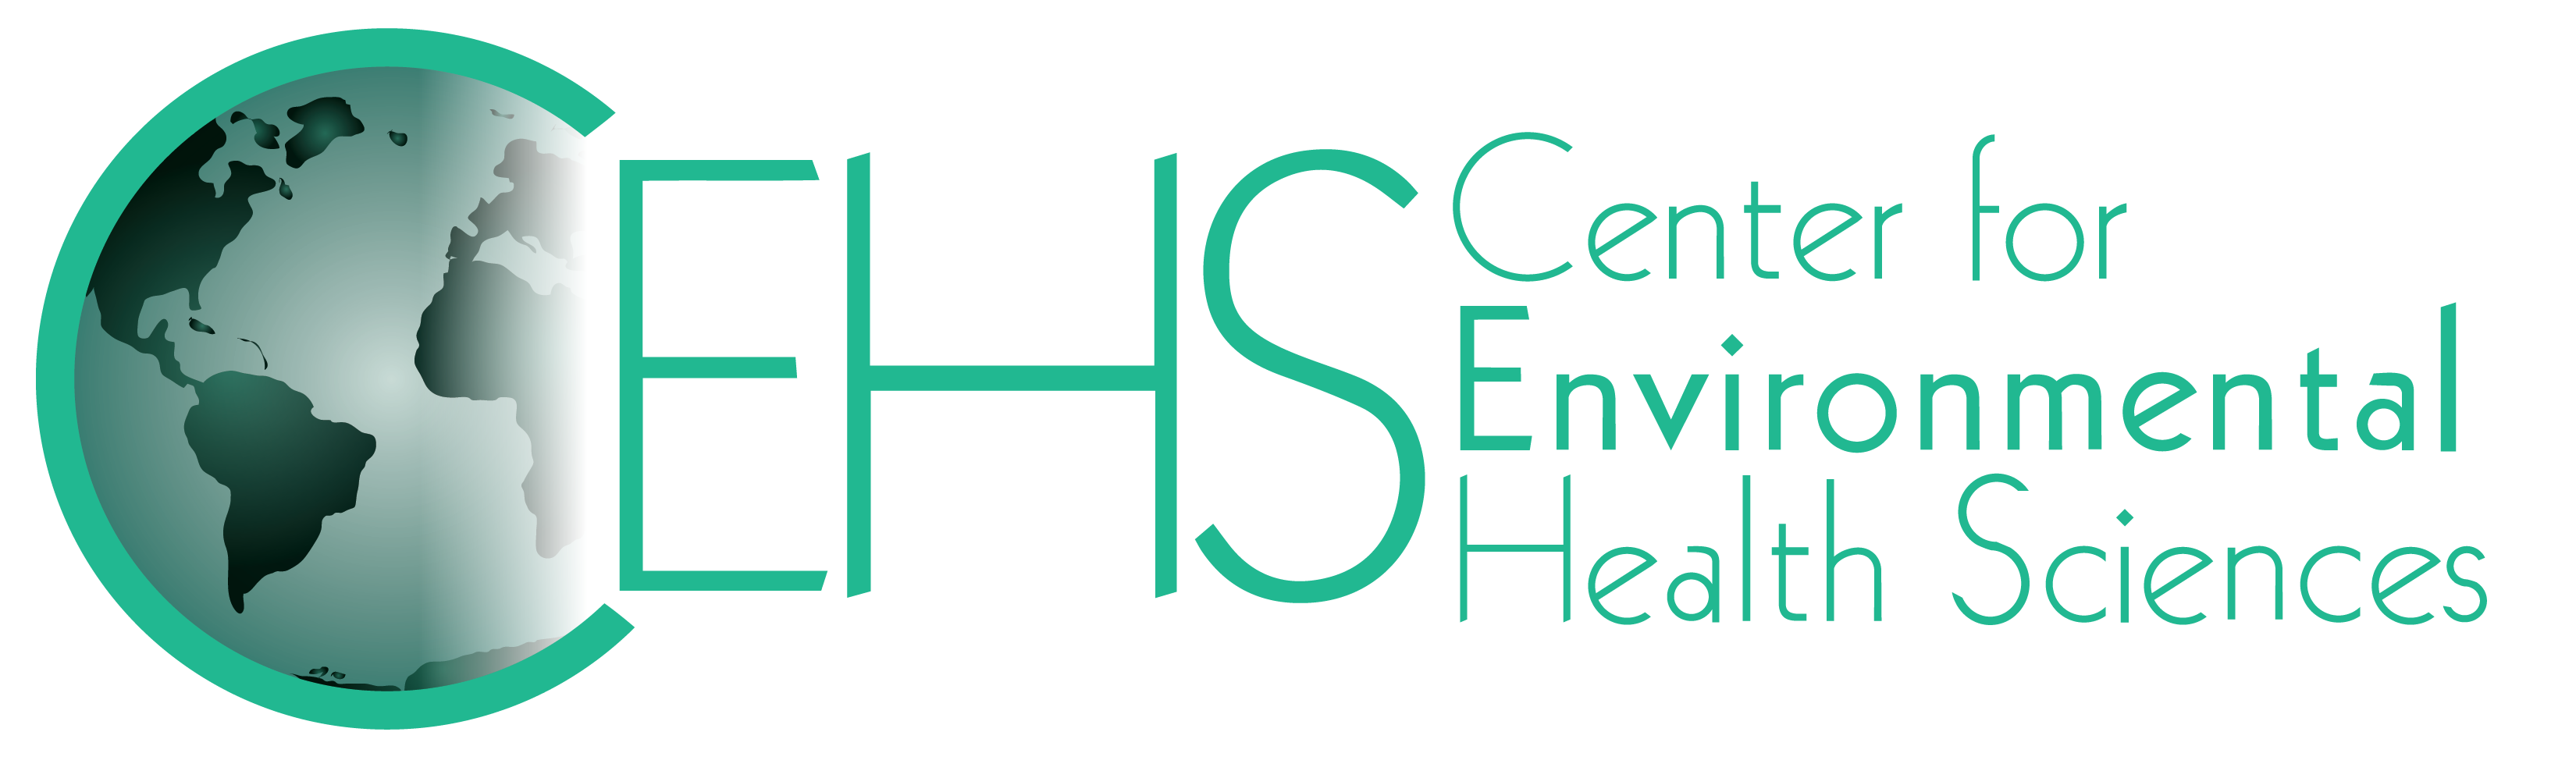 CEHS
Center for
Environmental
Health Sciences